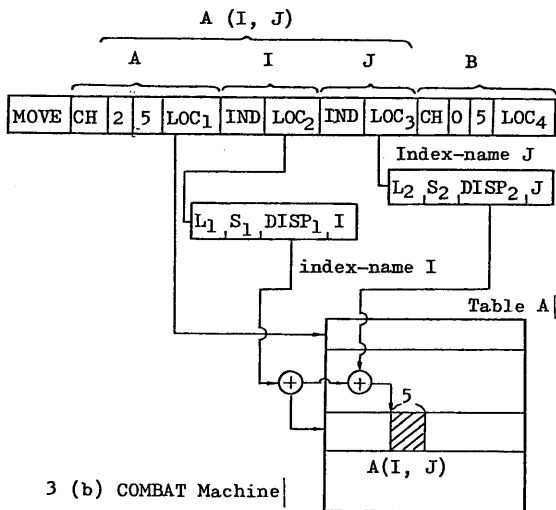 A (I, J)
A I J B
MOVE CH 2 5 LOC₁ IND LOC₂ IND LOC₃ CH 0 5 LOC₄
Index-name J
L₂ S₂ DISP₂ J
L₁ S₁ DISP₁ I
index-name I
Table A
+ +
5
A(I, J)
3 (b) COMBAT Machine